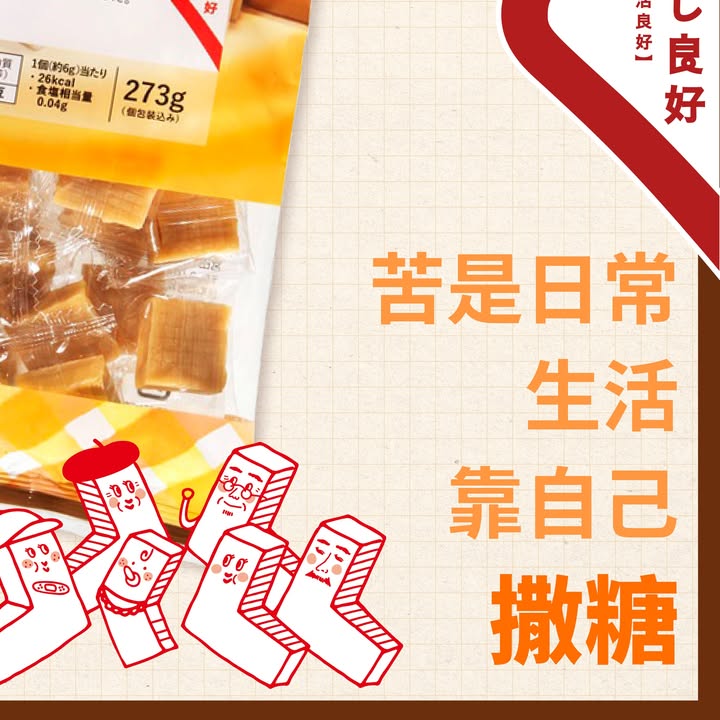 好
質
1個(約6g)当たり
・26kcal
・食塩相当量
0.04g
273g
(個包装込み)
し良好
活良好】
苦是日常
生活
靠自己
撒糖